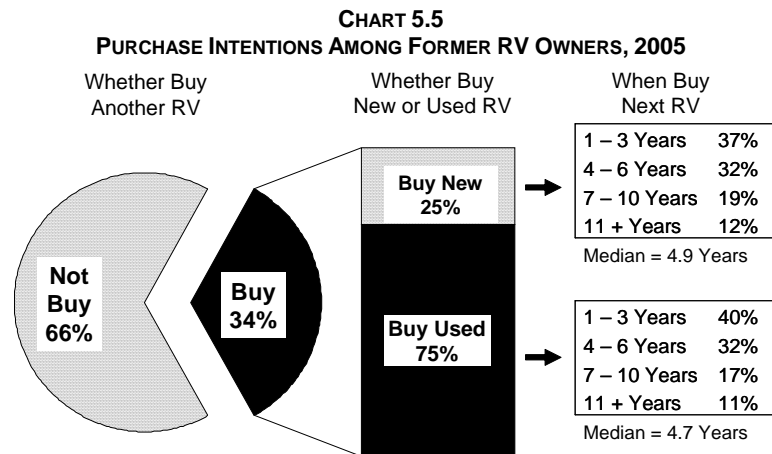 CHART 5.5
PURCHASE INTENTIONS AMONG FORMER RV OWNERS, 2005
Whether Buy
Another RV
Whether Buy
New or Used RV
When Buy
Next RV
Not
Buy
66%
Buy
34%
Buy New
25%
Buy Used
75%
1 – 3 Years 37%
4 – 6 Years 32%
7 – 10 Years 19%
11 + Years 12%
Median = 4.9 Years
1 – 3 Years 40%
4 – 6 Years 32%
7 – 10 Years 17%
11 + Years 11%
Median = 4.7 Years